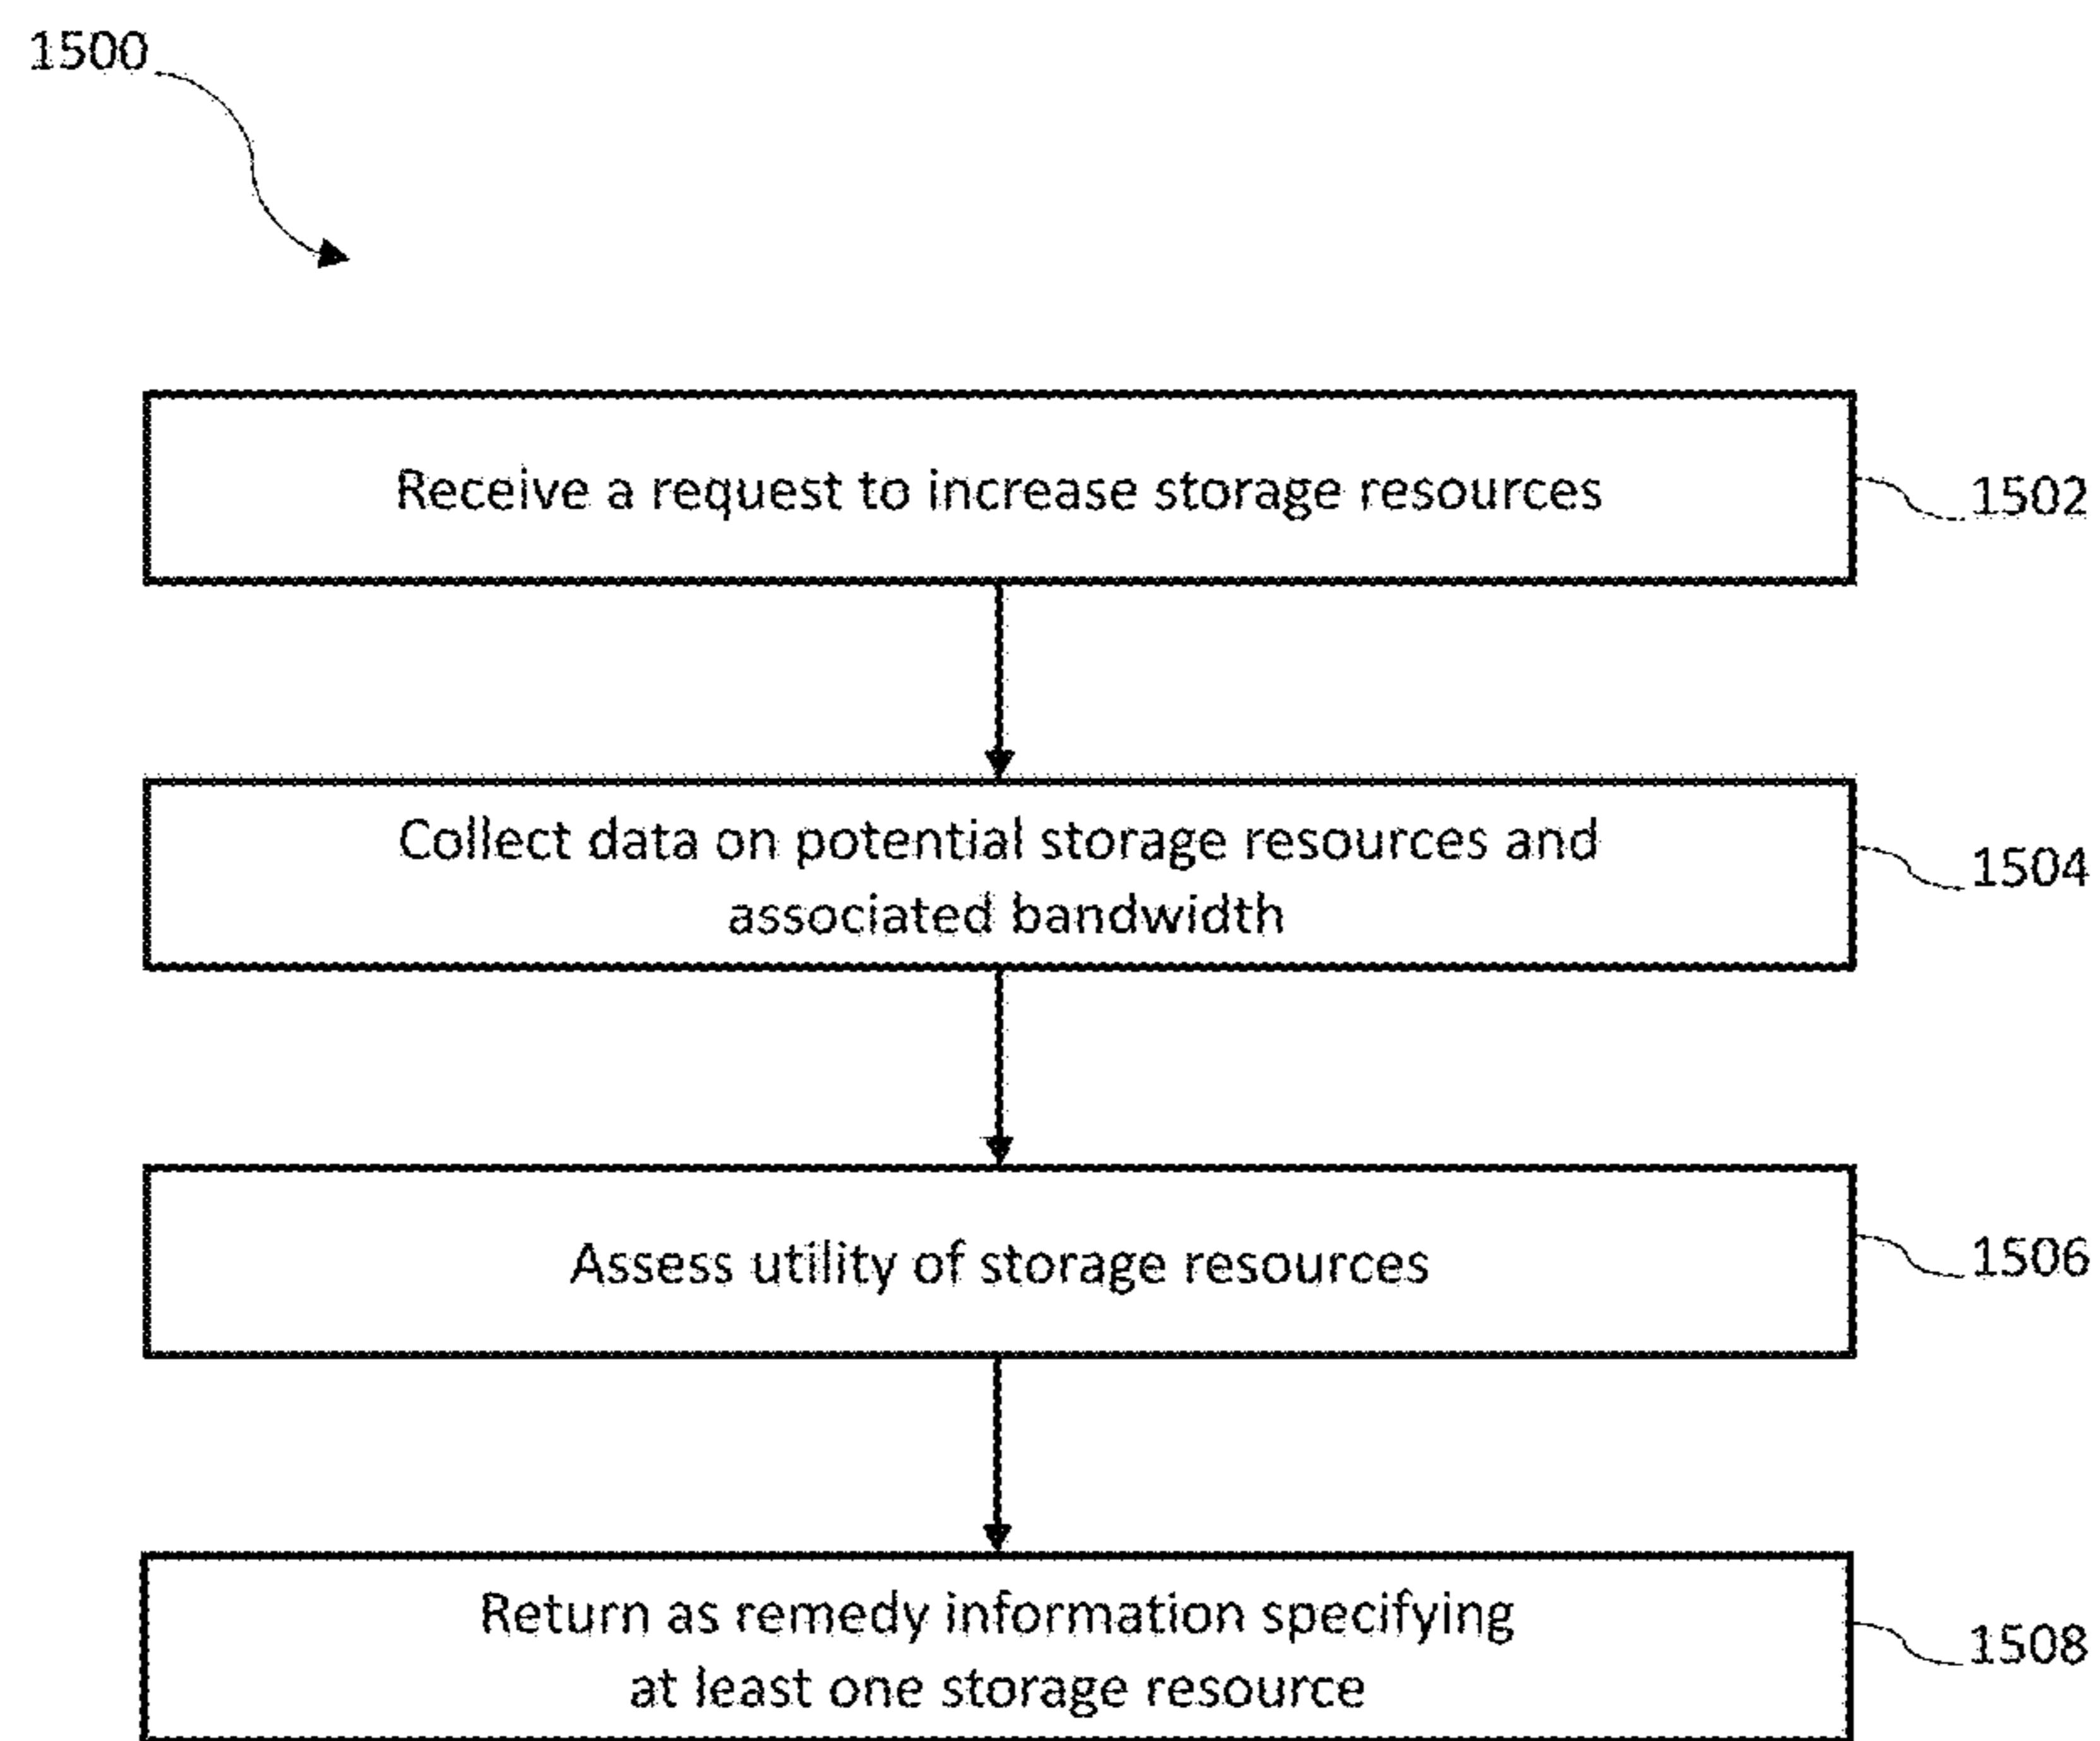 1500
Receive a request to increase storage resources
1502
Collect data on potential storage resources and
associated bandwidth
1504
Assess utility of storage resources
1506
Return as remedy information specifying
at least one storage resource
1508